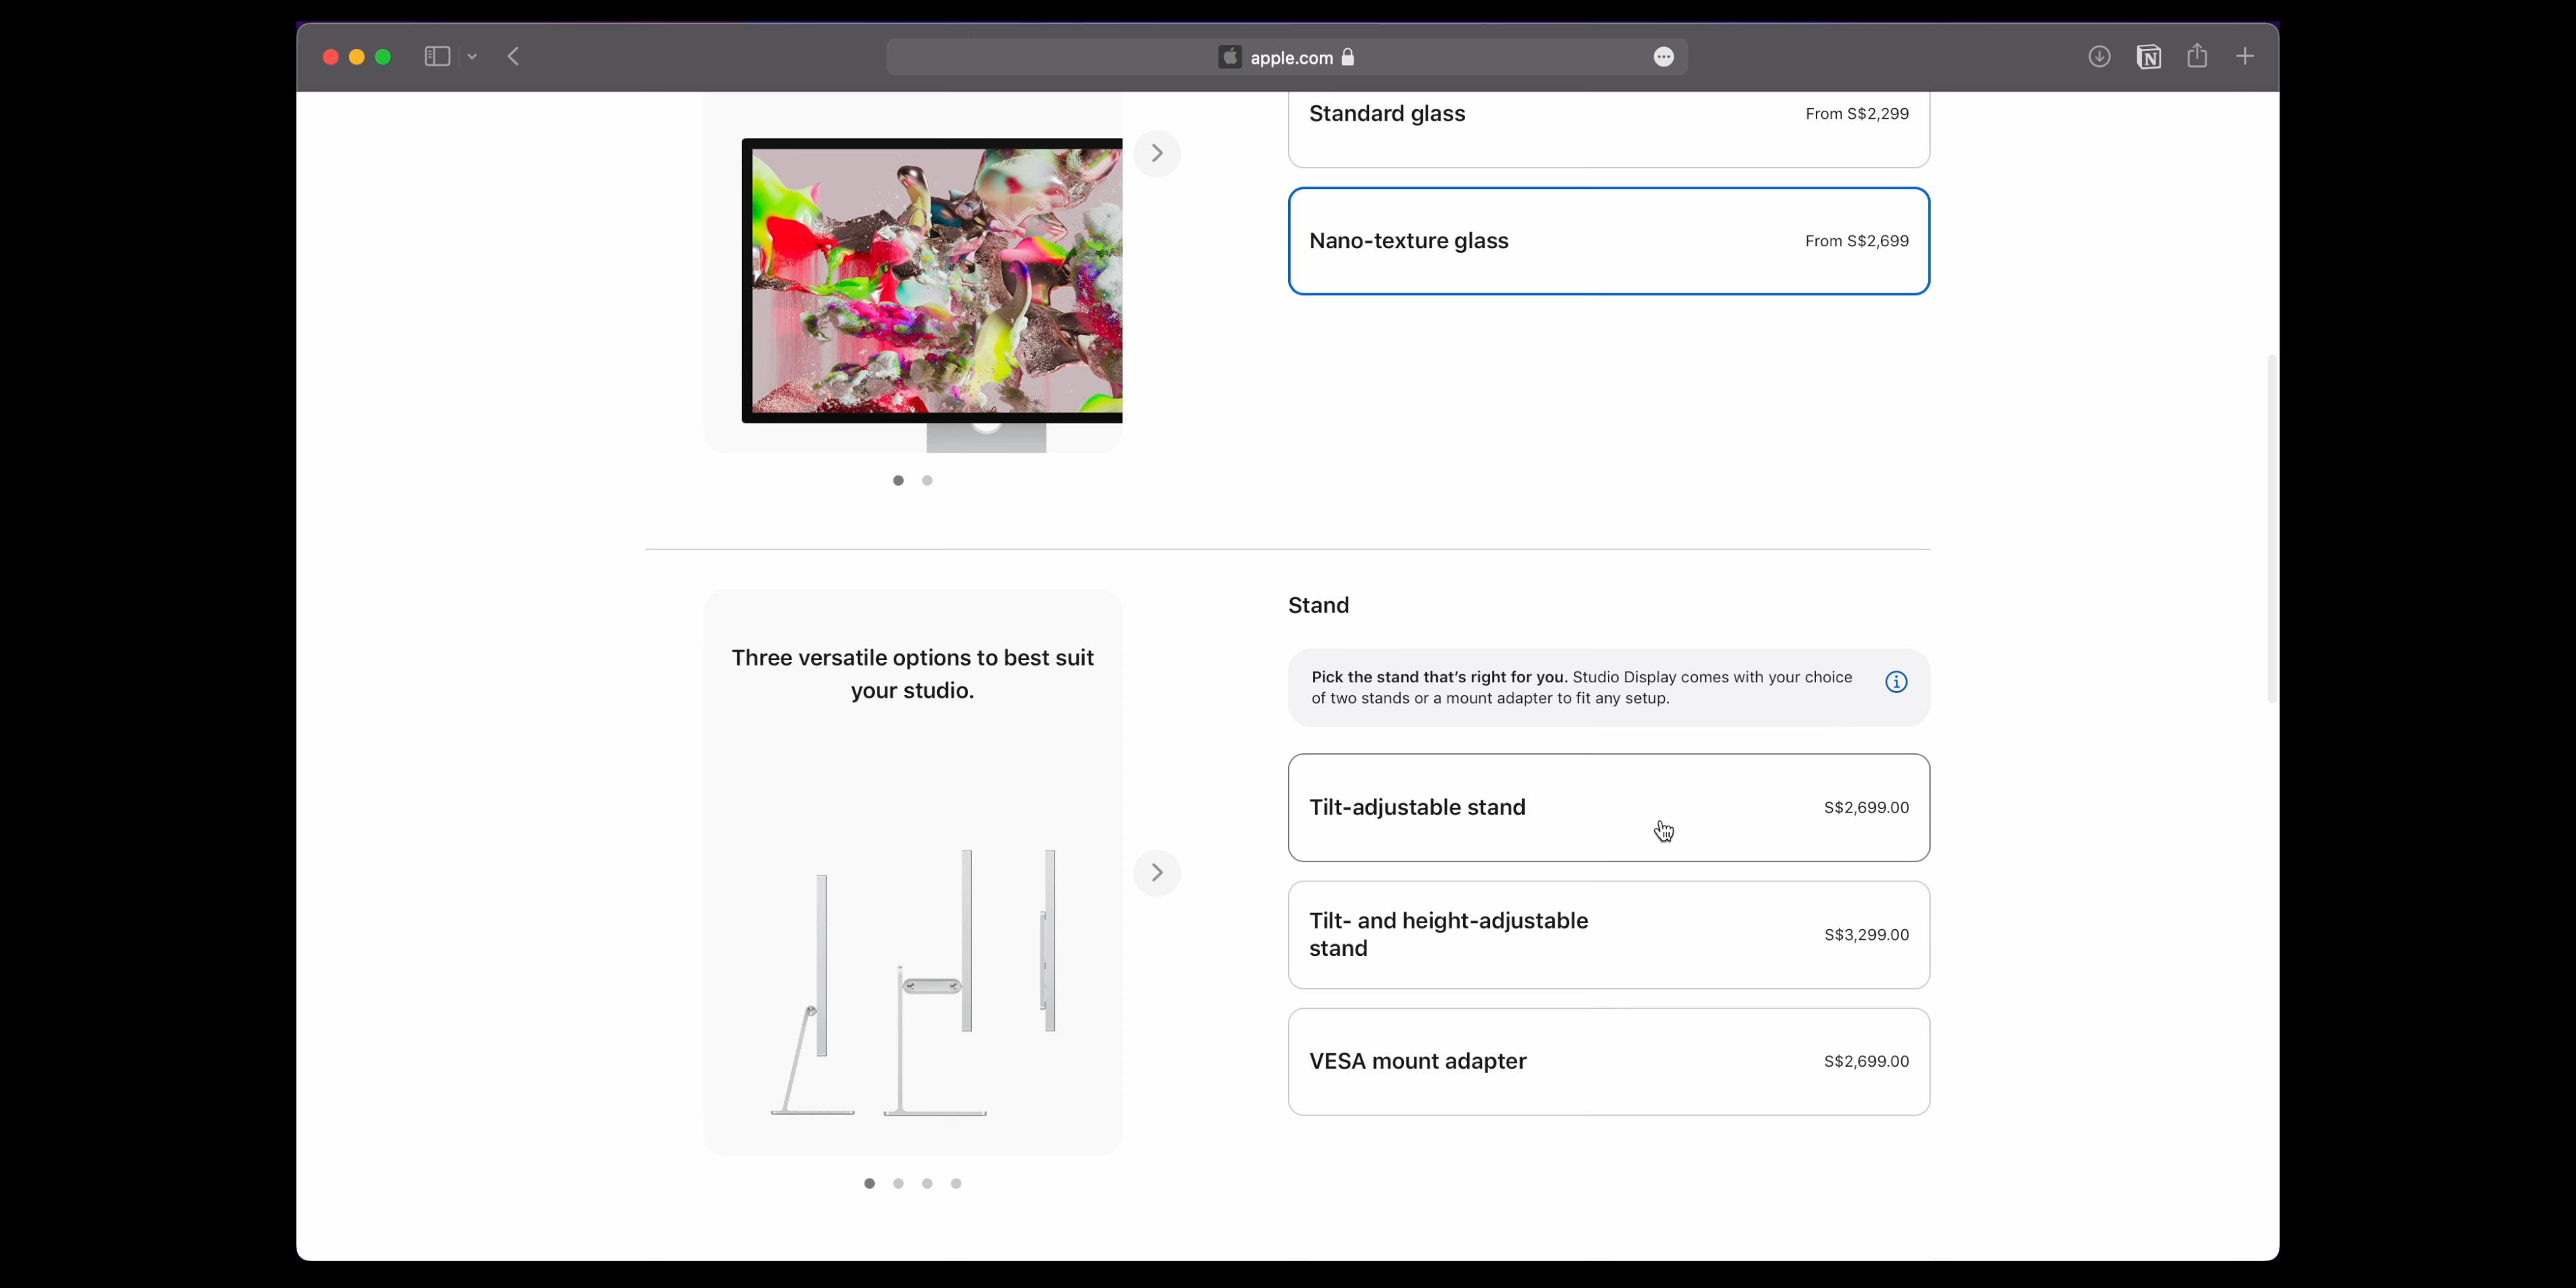 apple.com
Standard glass
From S$2,299
Nano-texture glass
From S$2,699
Three versatile options to best suit
your studio.
Stand
Pick the stand that's right for you. Studio Display comes with your choice
of two stands or a mount adapter to fit any setup.
Tilt-adjustable stand
S$2,699.00
Tilt- and height-adjustable
stand
S$3,299.00
VESA mount adapter
S$2,699.00